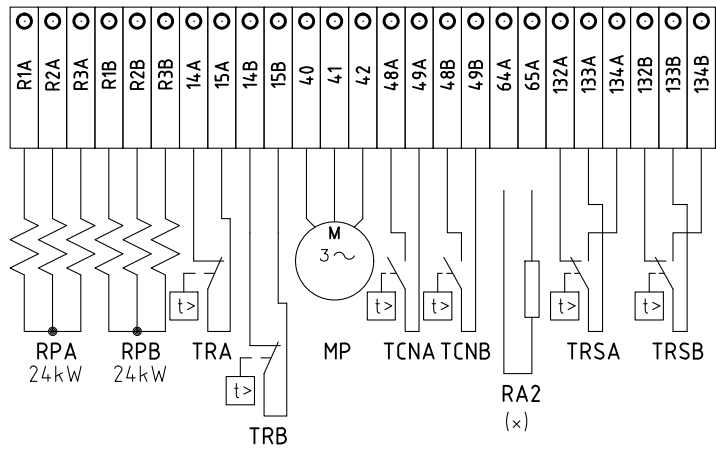 R1A
R2A
R3A
R1B
R2B
R3B
14A
15A
14B
15B
40
41
42
48A
49A
48B
49B
64A
65A
132A
133A
134A
132B
133B
134B
M
3~
t>
t>
t>
t>
t>
t>
RPA
24kW
RPB
24kW
TRA
MP
TCNA
TCNB
TRSA
TRSB
RA2
(x)
TRB